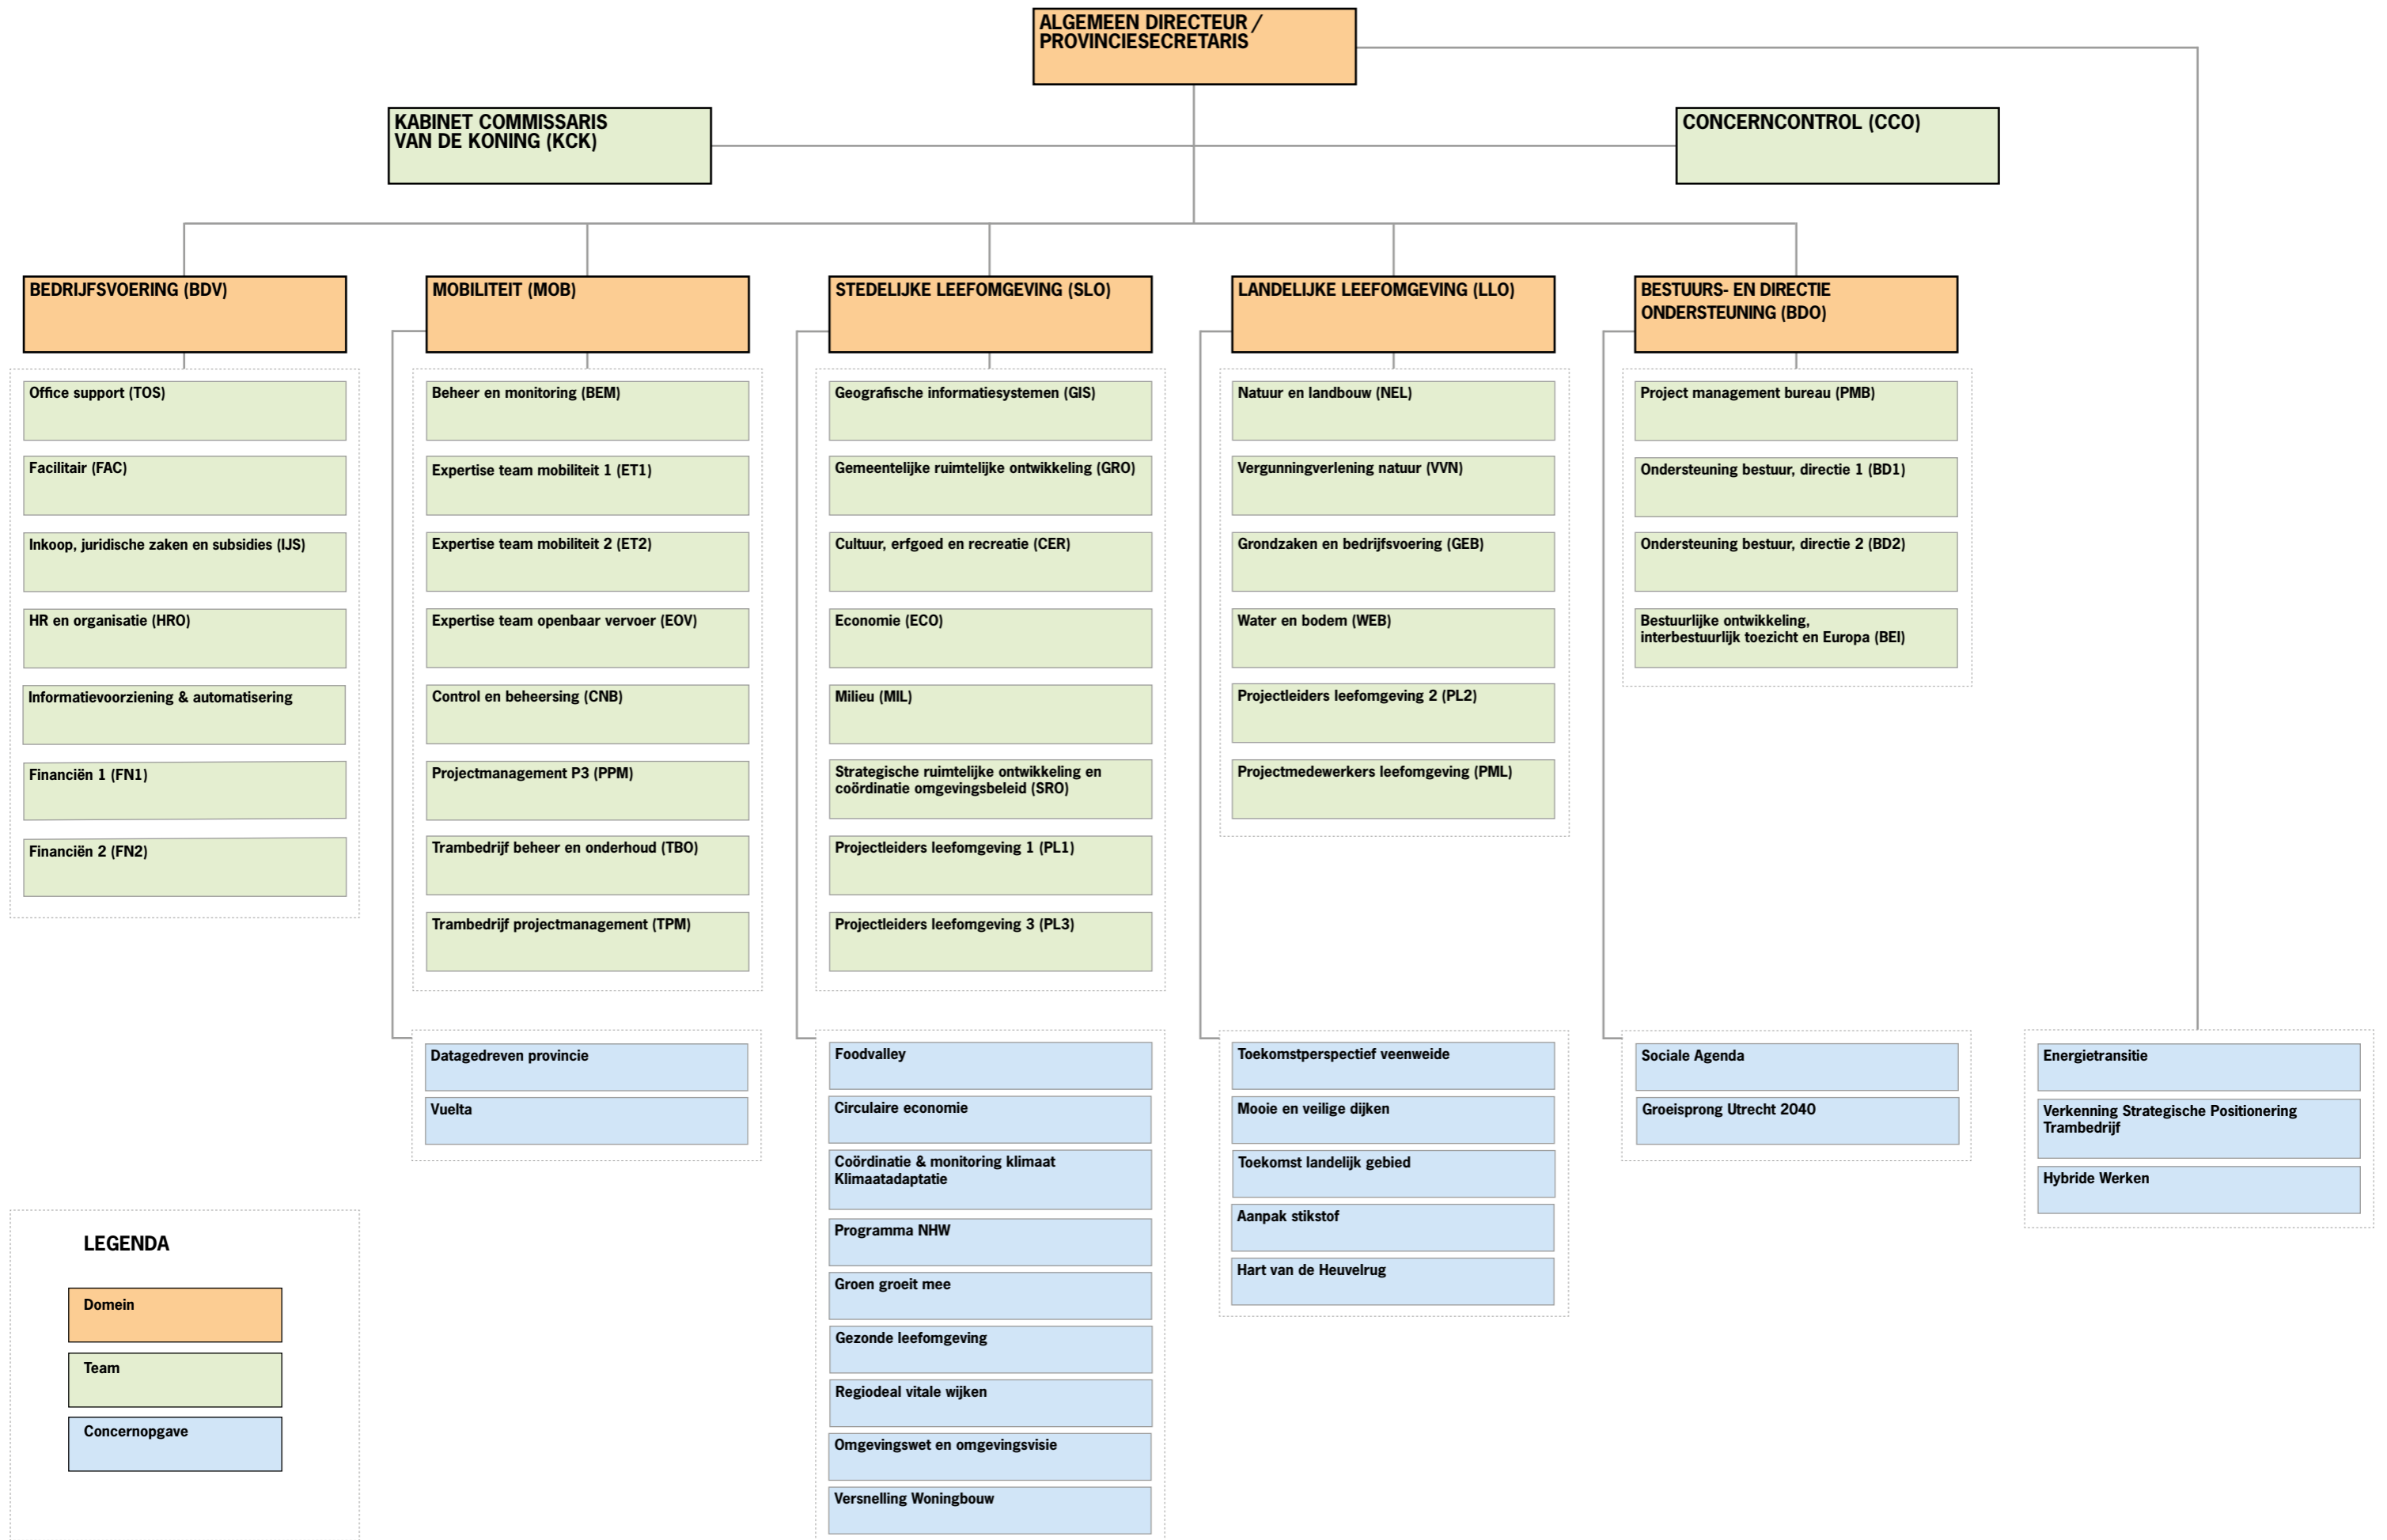 ALGEMEEN DIRECTEUR /
PROVINCIESECRETARIS
KABINET COMMISSARIS
VAN DE KONING (KCK)
CONCERNCONTROL (CCO)
BEDRIJFSVOERING (BDV)
Office support (TOS)
Facilitair (FAC)
Inkoop, juridische zaken en subsidies (IJS)
HR en organisatie (HRO)
Informatievoorziening & automatisering
Financiën 1 (FN1)
Financiën 2 (FN2)
MOBILITEIT (MOB)
Beheer en monitoring (BEM)
Expertise team mobiliteit 1 (ET1)
Expertise team mobiliteit 2 (ET2)
Expertise team openbaar vervoer (EOV)
Control en beheersing (CNB)
Projectmanagement P3 (PPM)
Trambedrijf beheer en onderhoud (TBO)
Trambedrijf projectmanagement (TPM)
Datagedreven provincie
Vuelta
STEDELIJKE LEEFOMGEVING (SLO)
Geografische informatiesystemen (GIS)
Gemeentelijke ruimtelijke ontwikkeling (GRO)
Cultuur, erfgoed en recreatie (CER)
Economie (ECO)
Milieu (MIL)
Strategische ruimtelijke ontwikkeling en
coördinatie omgevingsbeleid (SRO)
Projectleiders leefomgeving 1 (PL1)
Projectleiders leefomgeving 3 (PL3)
Foodvalley
Circulaire economie
Coördinatie & monitoring klimaat
Klimaatadaptatie
Programma NHW
Groen groeit mee
Gezonde leefomgeving
Regiodeal vitale wijken
Omgevingswet en omgevingsvisie
Versnelling Woningbouw
LANDELIJKE LEEFOMGEVING (LLO)
Natuur en landbouw (NEL)
Vergunningverlening natuur (VVN)
Grondzaken en bedrijfsvoering (GEB)
Water en bodem (WEB)
Projectleiders leefomgeving 2 (PL2)
Projectmedewerkers leefomgeving (PML)
Toekomstperspectief veenweide
Mooie en veilige dijken
Toekomst landelijk gebied
Aanpak stikstof
Hart van de Heuvelrug
BESTUURS- EN DIRECTIE
ONDERSTEUNING (BDO)
Project management bureau (PMB)
Ondersteuning bestuur, directie 1 (BD1)
Ondersteuning bestuur, directie 2 (BD2)
Bestuurlijke ontwikkeling,
interbestuurlijk toezicht en Europa (BEI)
Sociale Agenda
Groeisprong Utrecht 2040
Energietransitie
Verkenning Strategische Positionering
Trambedrijf
Hybride Werken
LEGENDA
Domein
Team
Concernopgave